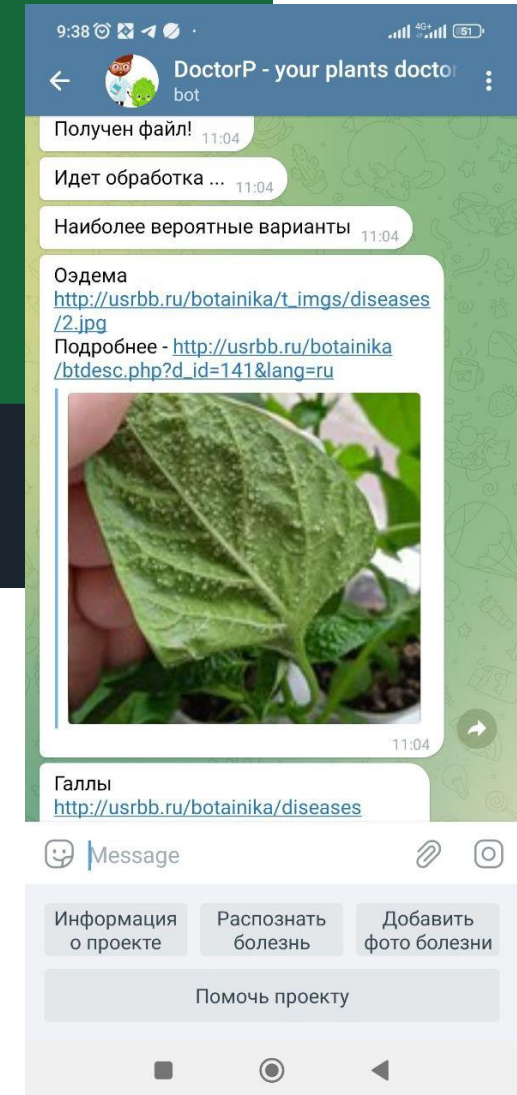 9:38
4G+
51
DoctorP - your plants doctor
bot
Получен файл! 11:04
Идет обработка ... 11:04
Наиболее вероятные варианты 11:04
Оэдема
http://usrbb.ru/botainika/t_imgs/diseases
/2.jpg
Подробнее - http://usrbb.ru/botainika
/btdesc.php?d_id=141&lang=ru
11:04
Галлы
http://usrbb.ru/botainika/diseases
Message
Информация
о проекте
Распознать
болезнь
Добавить
фото болезни
Помочь проекту